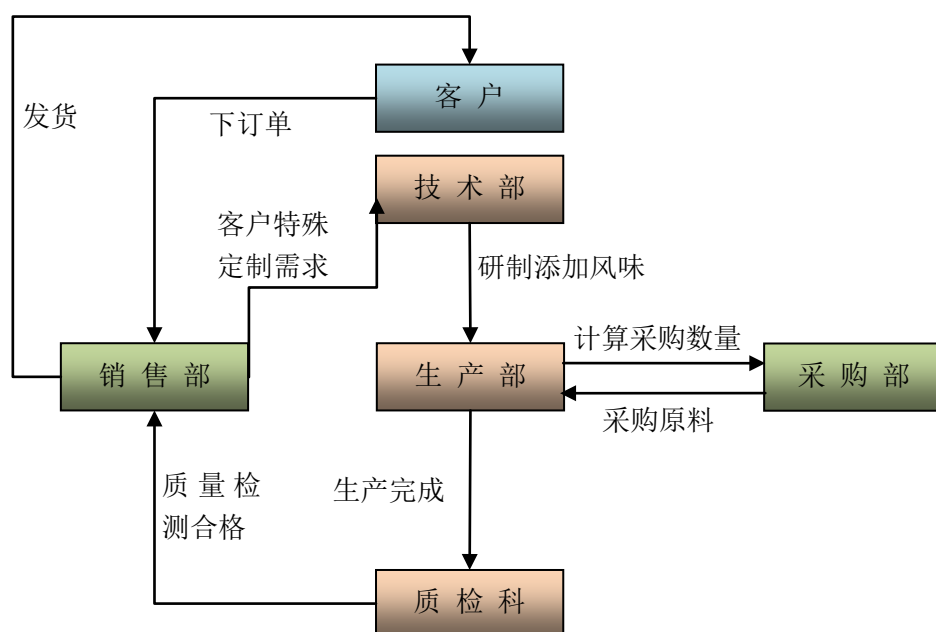 客 户
发货
下订单
技 术 部
客户特殊
定制需求
研制添加风味
计算采购数量
销 售 部
生 产 部
采 购 部
采购原料
质 量 检
测合格
生产完成
质 检 科